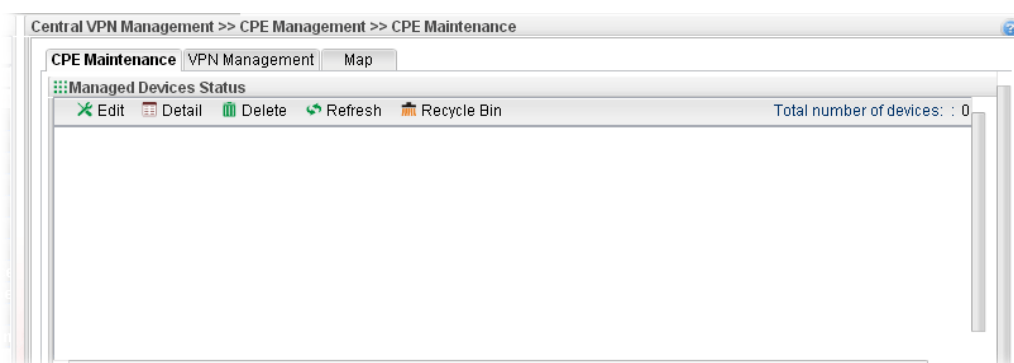 Central VPN Management >> CPE Management >> CPE Maintenance
CPE Maintenance VPN Management Map
Managed Devices Status
Edit Detail Delete Refresh Recycle Bin Total number of devices: : 0